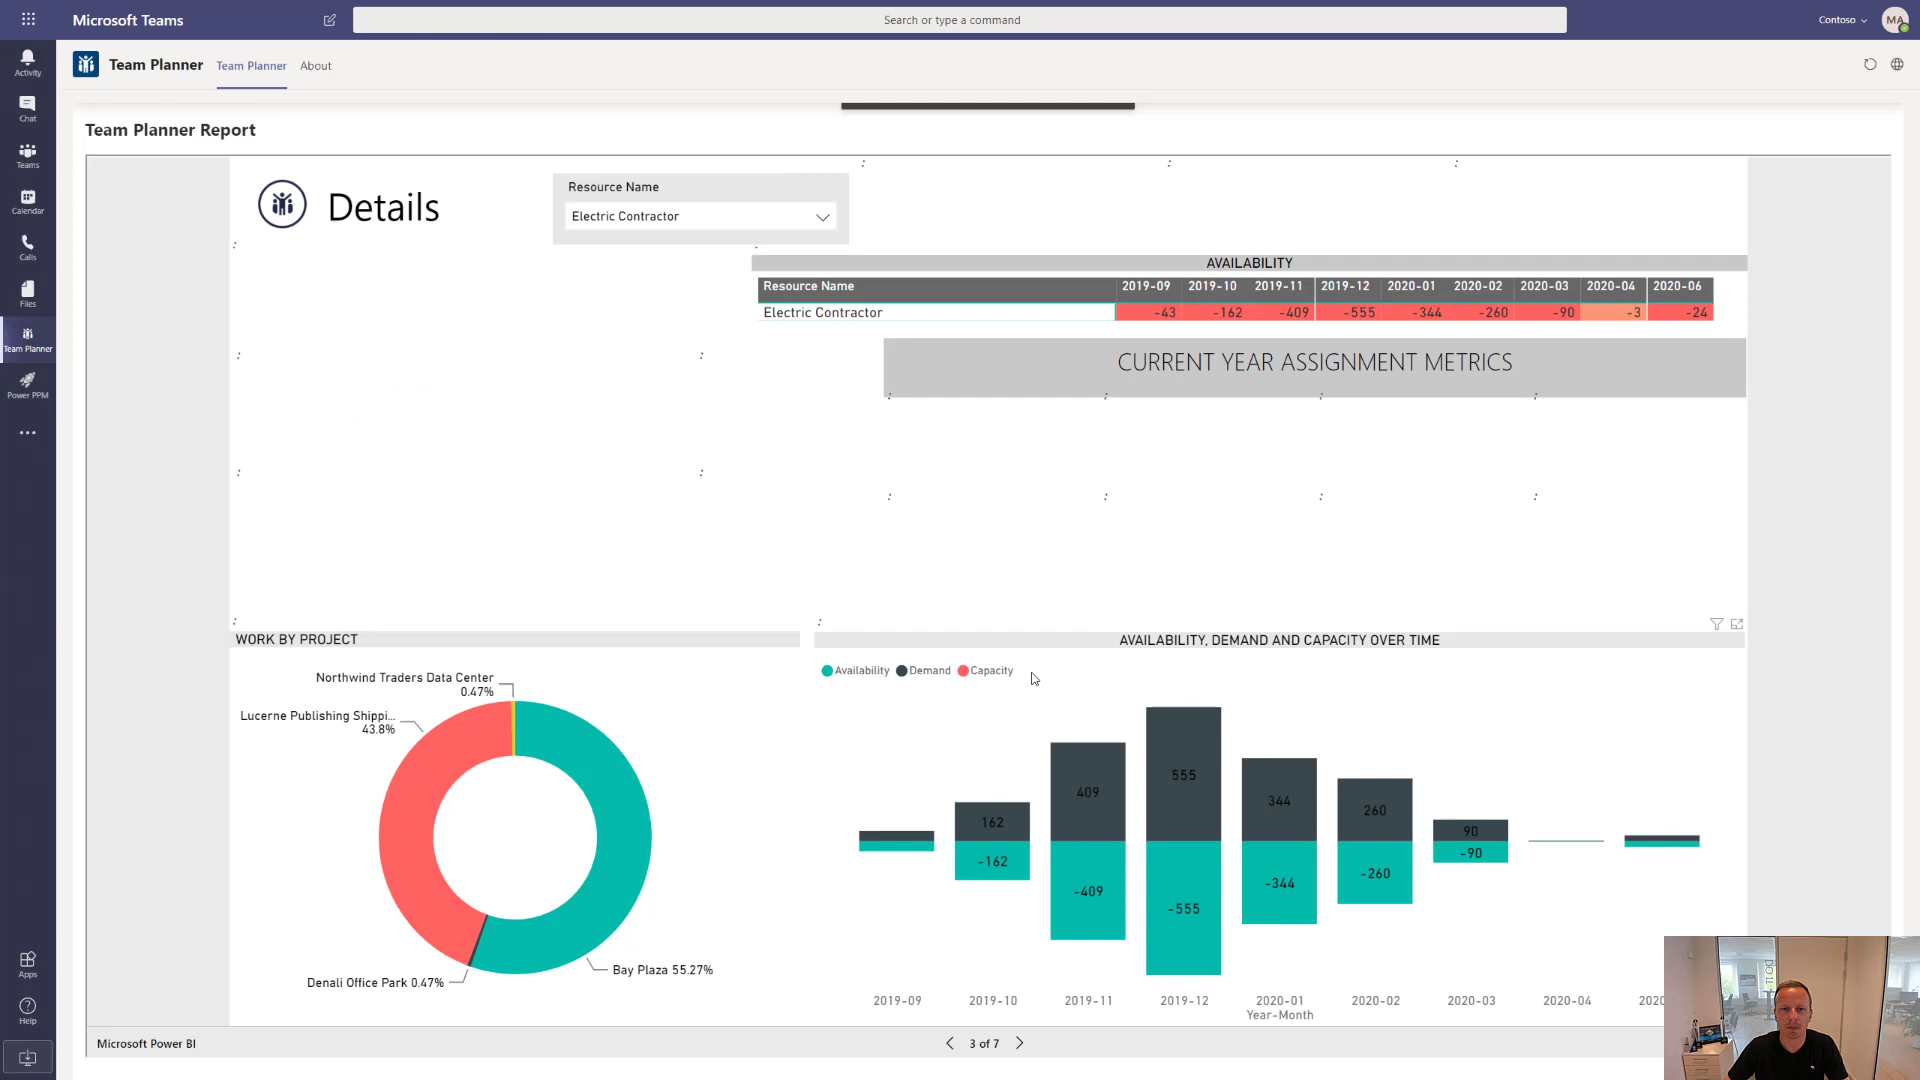 Microsoft Teams
Search or type a command
Contoso
MA
Activity
Chat
Teams
Calendar
Calls
Files
Team Planner
Power PPM
Apps
Help
Team Planner
Team Planner
About
Team Planner Report
Details
Resource Name
Electric Contractor
AVAILABILITY
Resource Name 2019-09 2019-10 2019-11 2019-12 2020-01 2020-02 2020-03 2020-04 2020-06
Electric Contractor -43 -162 -409 -555 -344 -260 -90 -3 -24
CURRENT YEAR ASSIGNMENT METRICS
WORK BY PROJECT
Northwind Traders Data Center
0.47%
Lucerne Publishing Shippi...
43.8%
Denali Office Park 0.47%
Bay Plaza 55.27%
AVAILABILITY, DEMAND AND CAPACITY OVER TIME
Availability Demand Capacity
162 409 555 344 260 90
-162 -409 -555 -344 -260 -90
2019-09 2019-10 2019-11 2019-12 2020-01 2020-02 2020-03 2020-04 2020
Year-Month
Microsoft Power BI
3 of 7